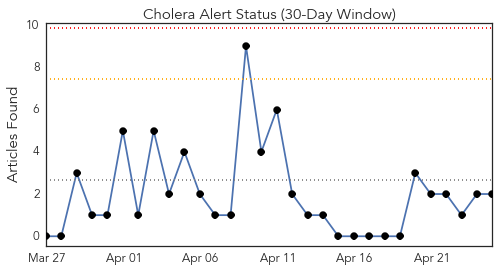 Cholera Alert Status (30-Day Window)
Articles Found
10
8
6
4
2
0
Mar 27
Apr 01
Apr 06
Apr 11
Apr 16
Apr 21